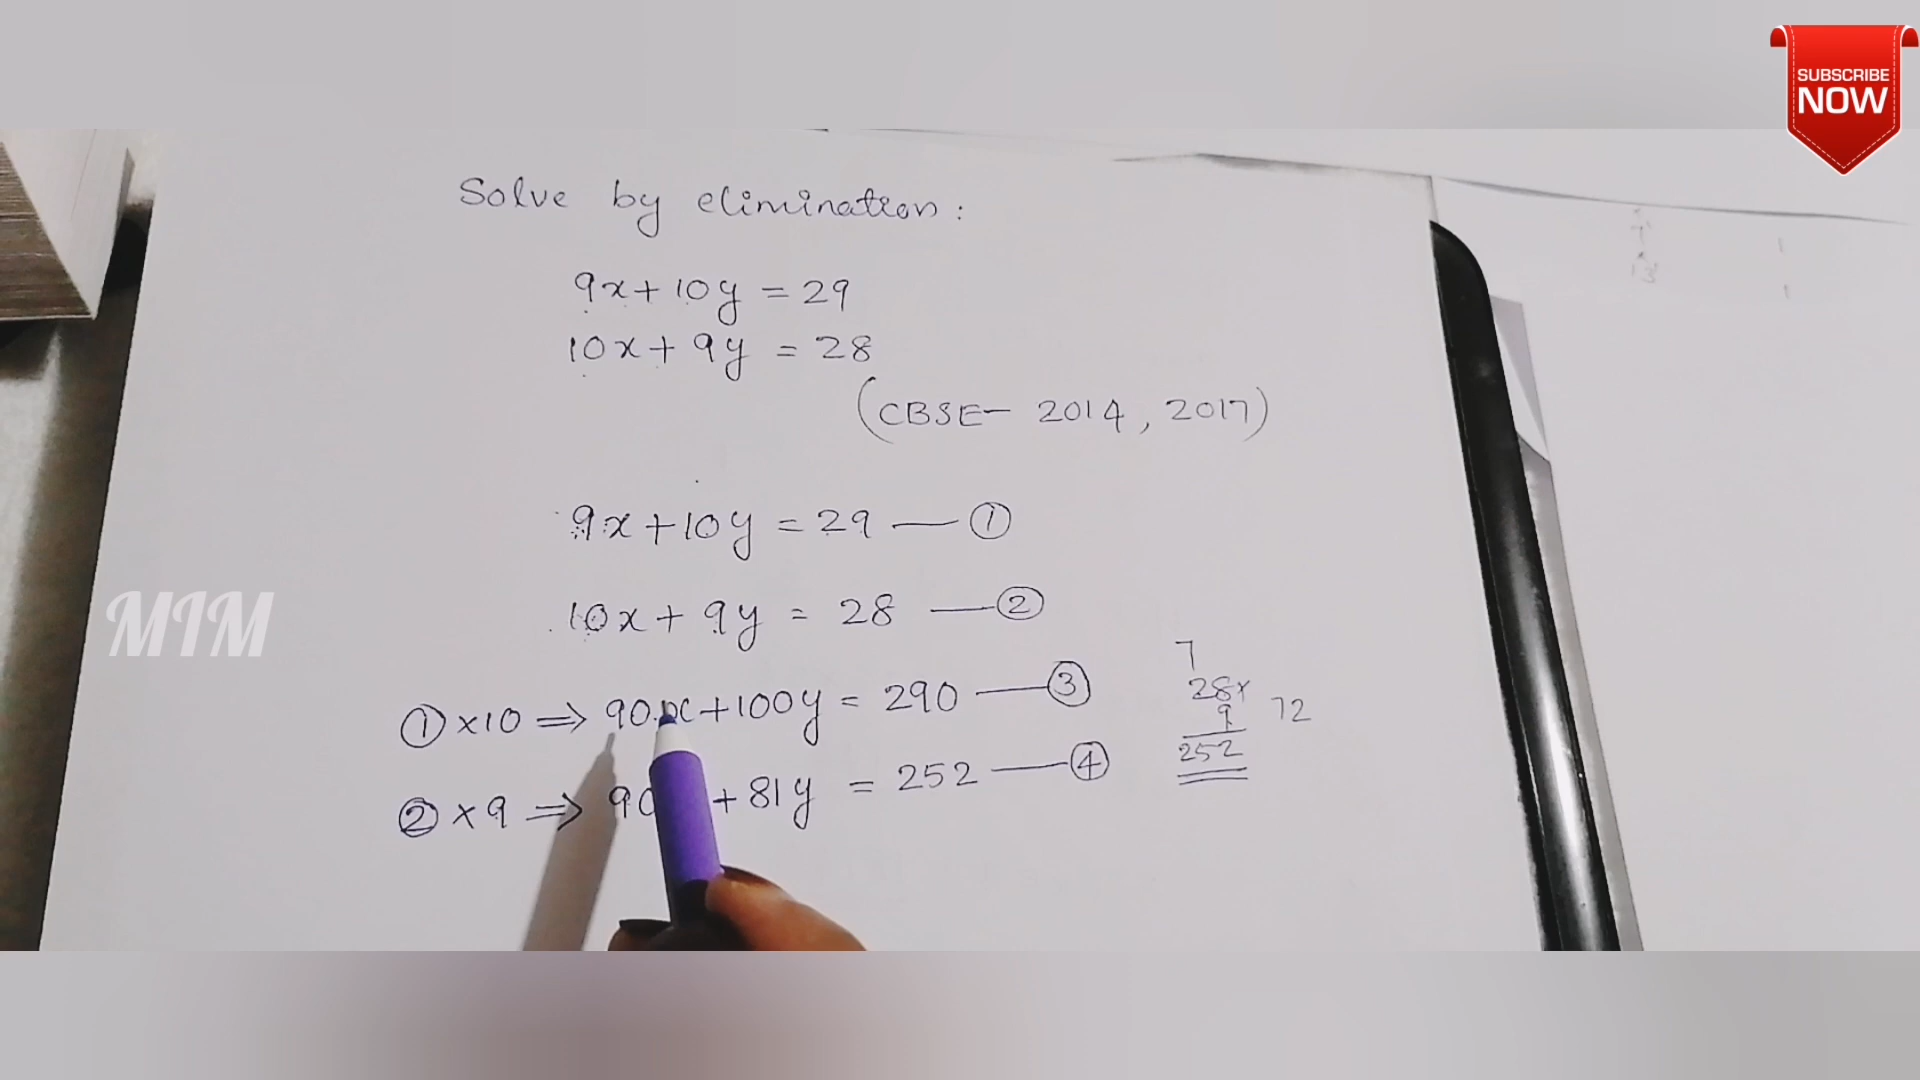 SUBSCRIBE
NOW
Solve by elimination:
9x+10y = 29
10x+ 9y = 28
(CBSE- 2014, 2017)
9x+10y = 29 — ①
10x+ 9y = 28 — ②
① ×10 ⇒ 90x+100y = 290 — ③
② × 9 ⇒ 90 + 81y = 252 — ④
7
28×
9 72
252
MIM